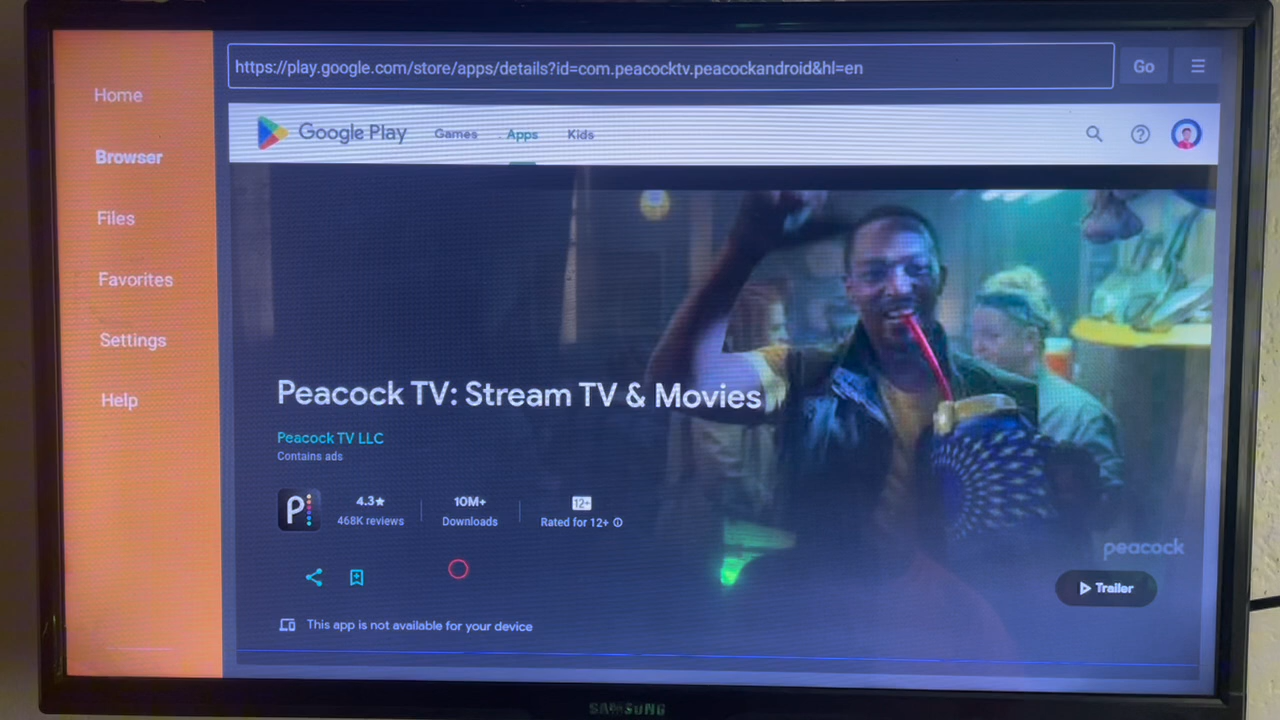 https://play.google.com/store/apps/details?id=com.peacocktv.peacockandroid&hl=en
Go
Home
Browser
Files
Favorites
Settings
Help
Google Play Games Apps Kids
Peacock TV: Stream TV & Movies
Peacock TV LLC
Contains ads
P
4.3★ 10M+ 12+
468K reviews Downloads Rated for 12+
peacock
Trailer
This app is not available for your device
SAMSUNG